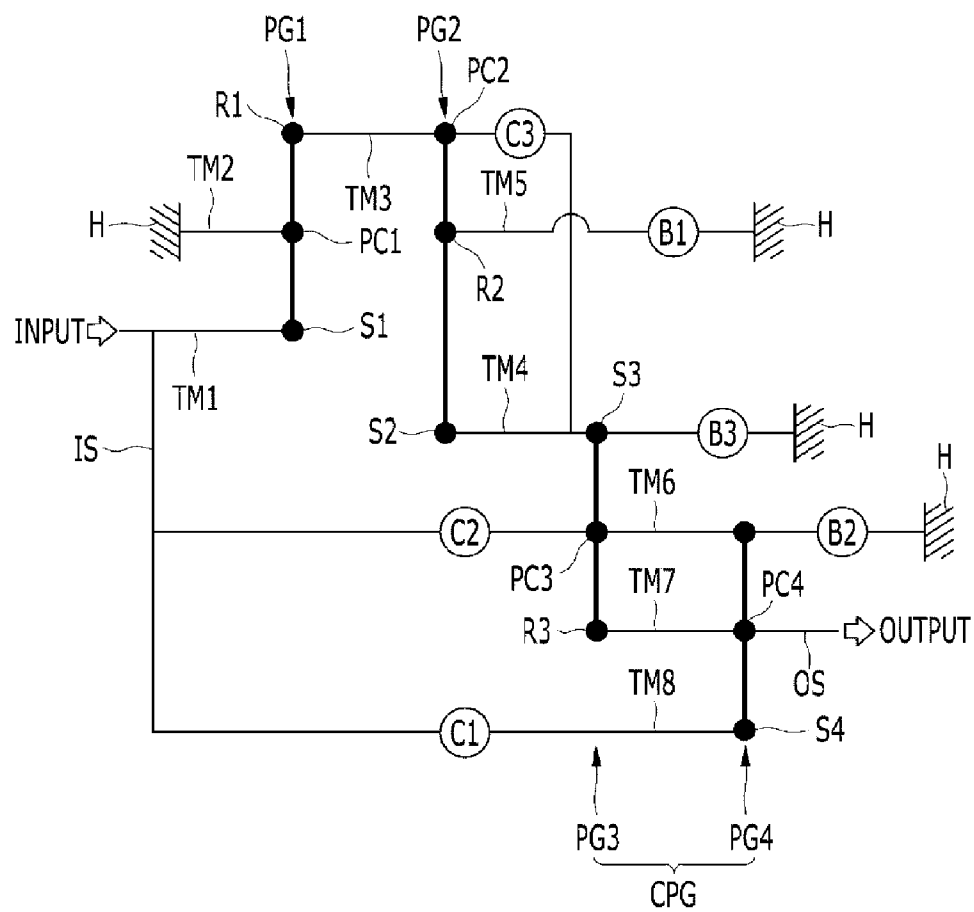 PG1
PG2
PC2
R1
C3
TM2
TM3
TM5
H
PC1
B1
H
R2
INPUT
S1
TM1
TM4
S3
IS
S2
B3
H
H
TM6
C2
B2
PC3
TM7
PC4
R3
OUTPUT
TM8
OS
C1
S4
PG3
PG4
CPG